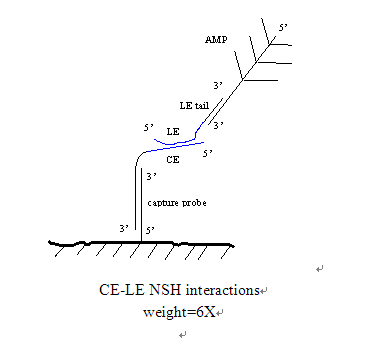 5’
AMP
3’
LE tail
3’
5’
LE
5’
CE
3’
capture probe
3’
5’
CE-LE NSH interactions
weight=6X